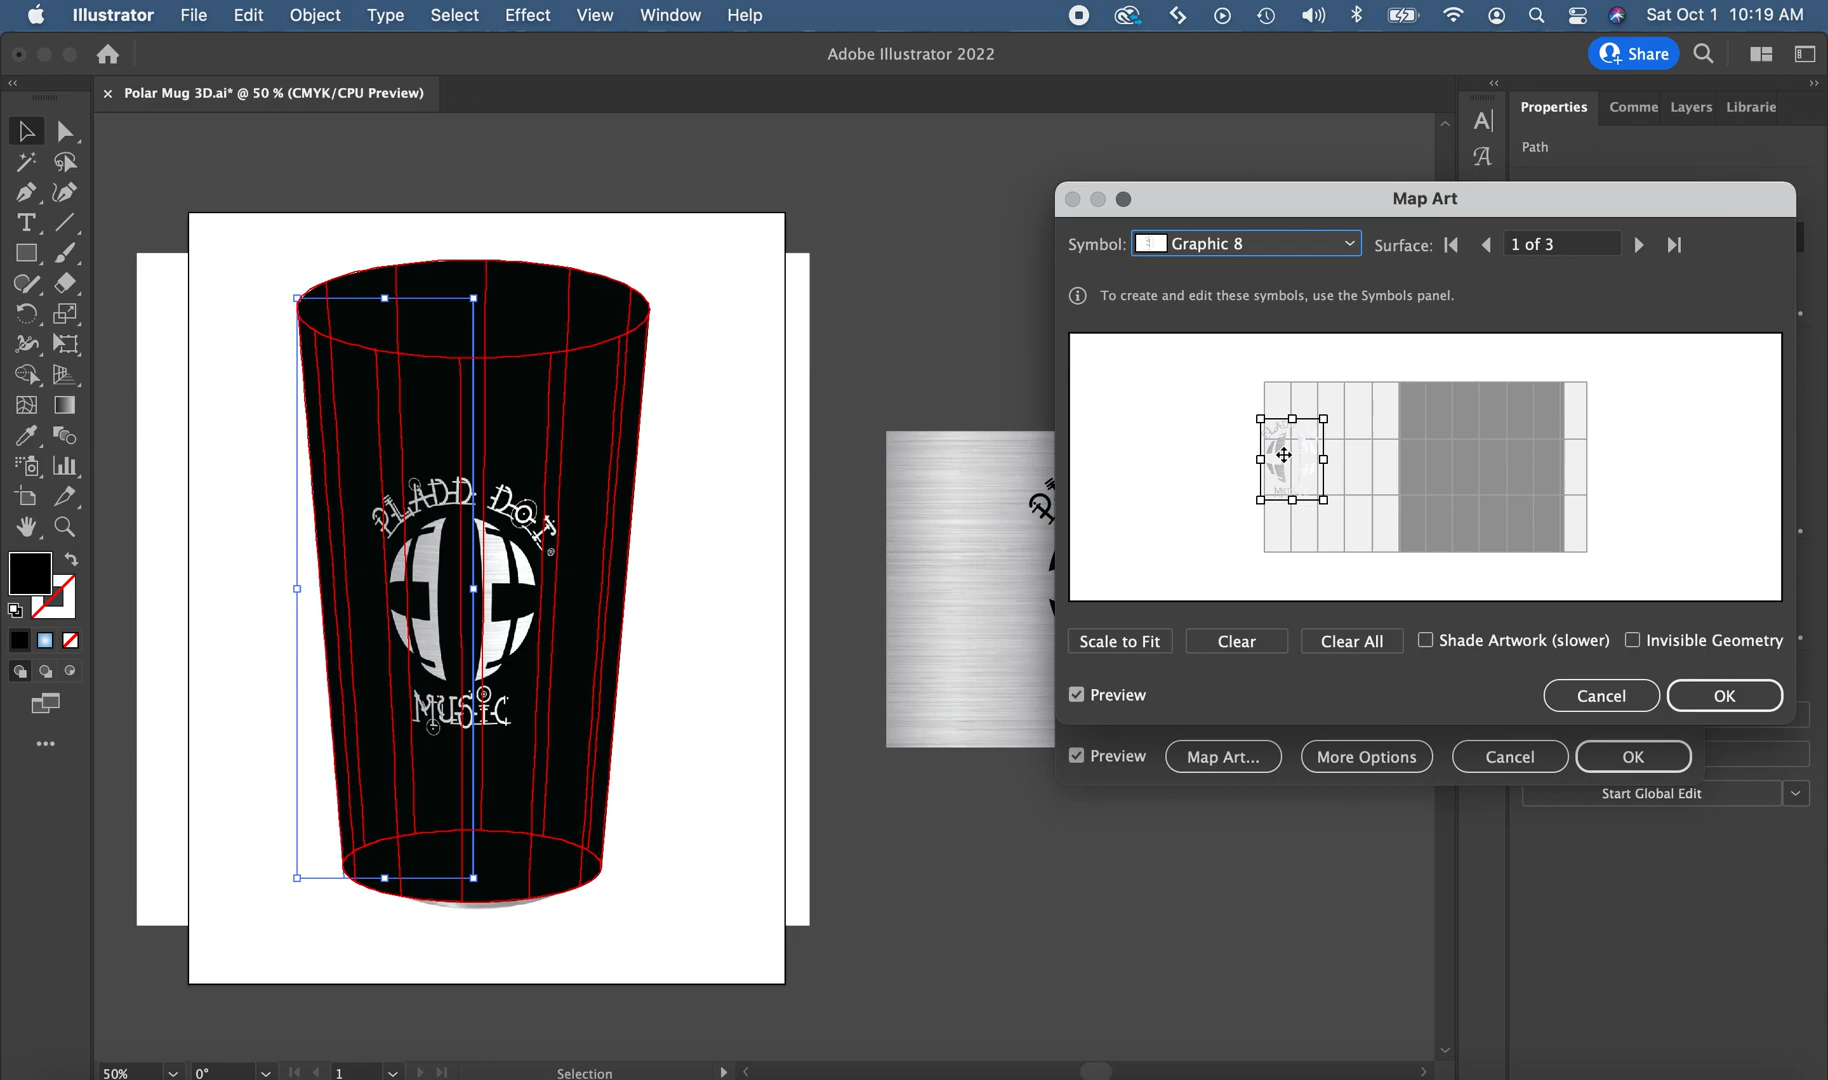 Illustrator File Edit Object Type Select Effect View Window Help Sat Oct 1 10:19 AM
Adobe Illustrator 2022
Share
× Polar Mug 3D.ai* @ 50 % (CMYK/CPU Preview)
Properties Comme Layers Librarie
Path
Map Art
Symbol: Graphic 8 Surface: 1 of 3
To create and edit these symbols, use the Symbols panel.
PLADD DOT ®
MUSIC
Scale to Fit Clear Clear All Shade Artwork (slower) Invisible Geometry
Preview Cancel OK
Preview Map Art... More Options Cancel OK
Start Global Edit
50% 0° 1 Selection